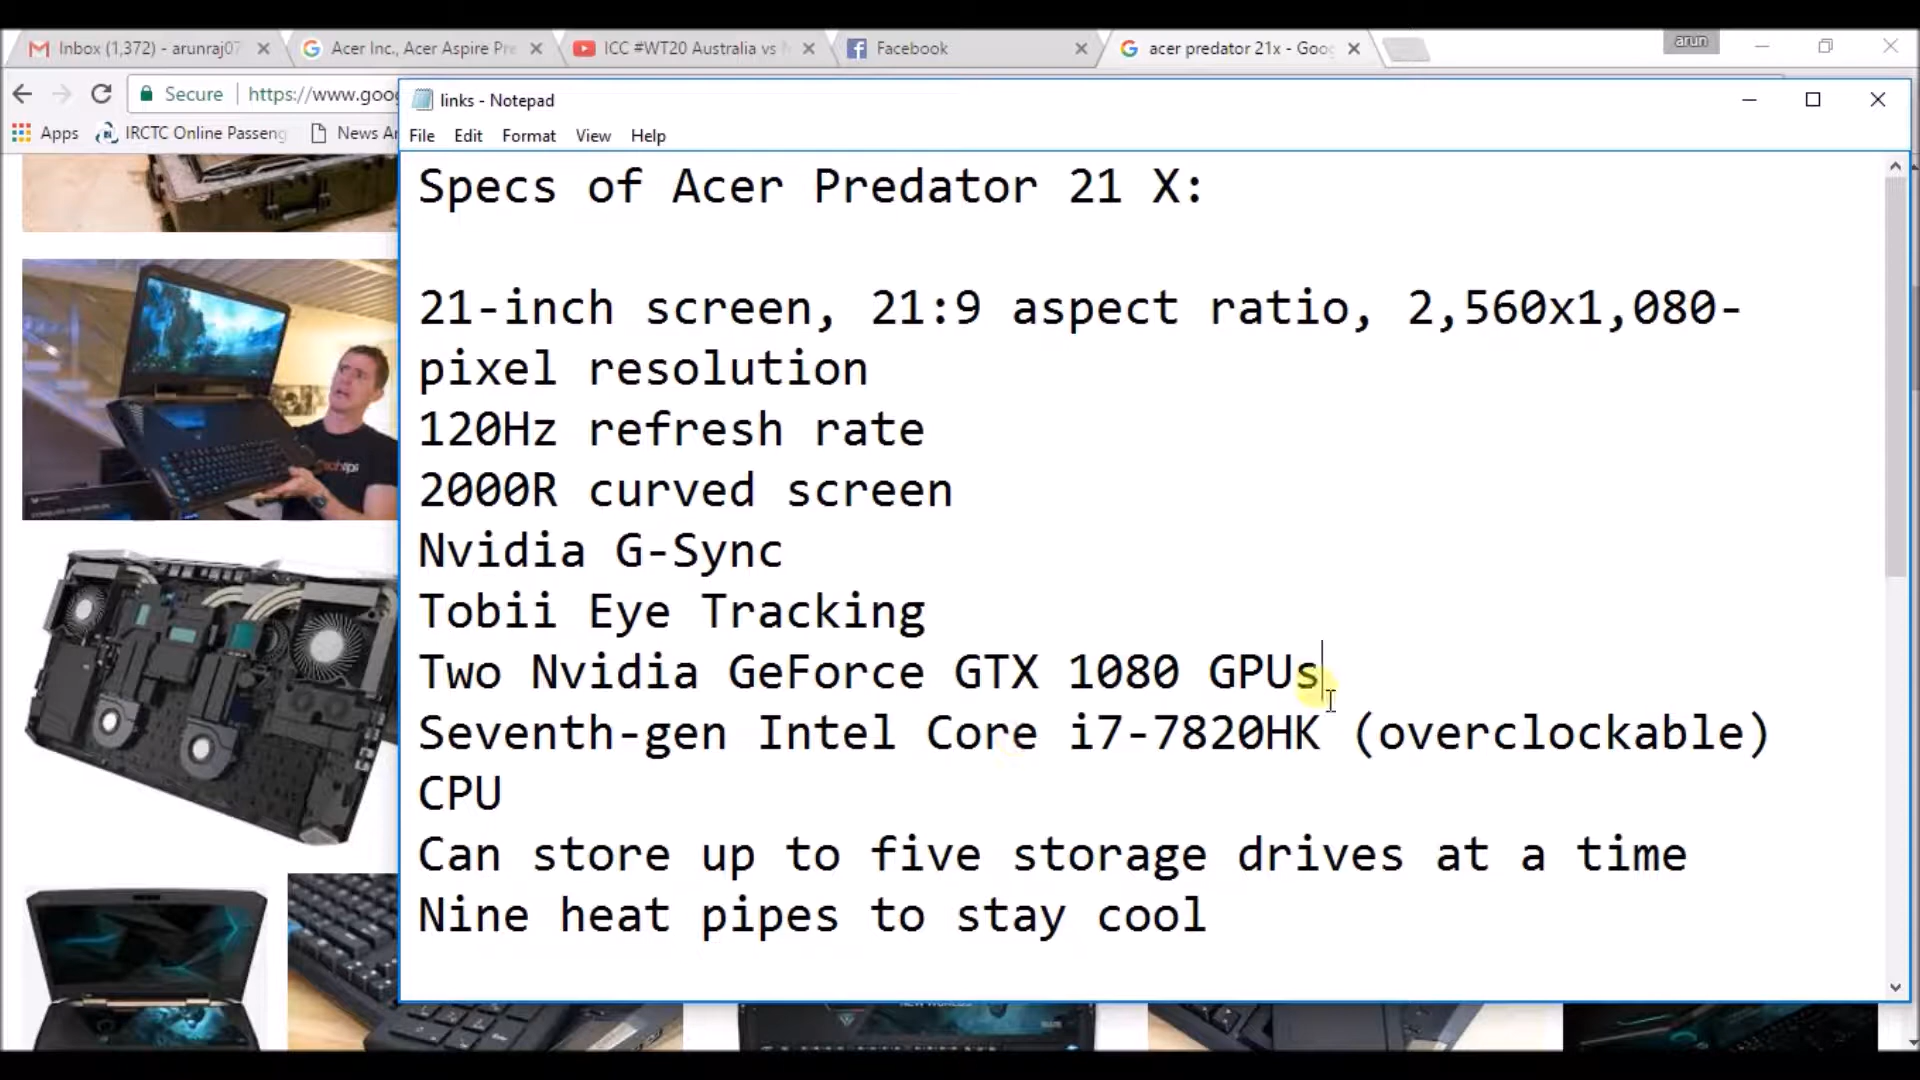 Inbox (1,372) - arunraj07
Acer Inc., Acer Aspire Pre
ICC #WT20 Australia vs
Facebook
acer predator 21x - Goo
arun
Secure
https://www.goo
Apps
IRCTC Online Passeng
News Ar
links - Notepad
File Edit Format View Help
Specs of Acer Predator 21 X:
21-inch screen, 21:9 aspect ratio, 2,560x1,080-
pixel resolution
120Hz refresh rate
2000R curved screen
Nvidia G-Sync
Tobii Eye Tracking
Two Nvidia GeForce GTX 1080 GPUs
Seventh-gen Intel Core i7-7820HK (overclockable)
CPU
Can store up to five storage drives at a time
Nine heat pipes to stay cool